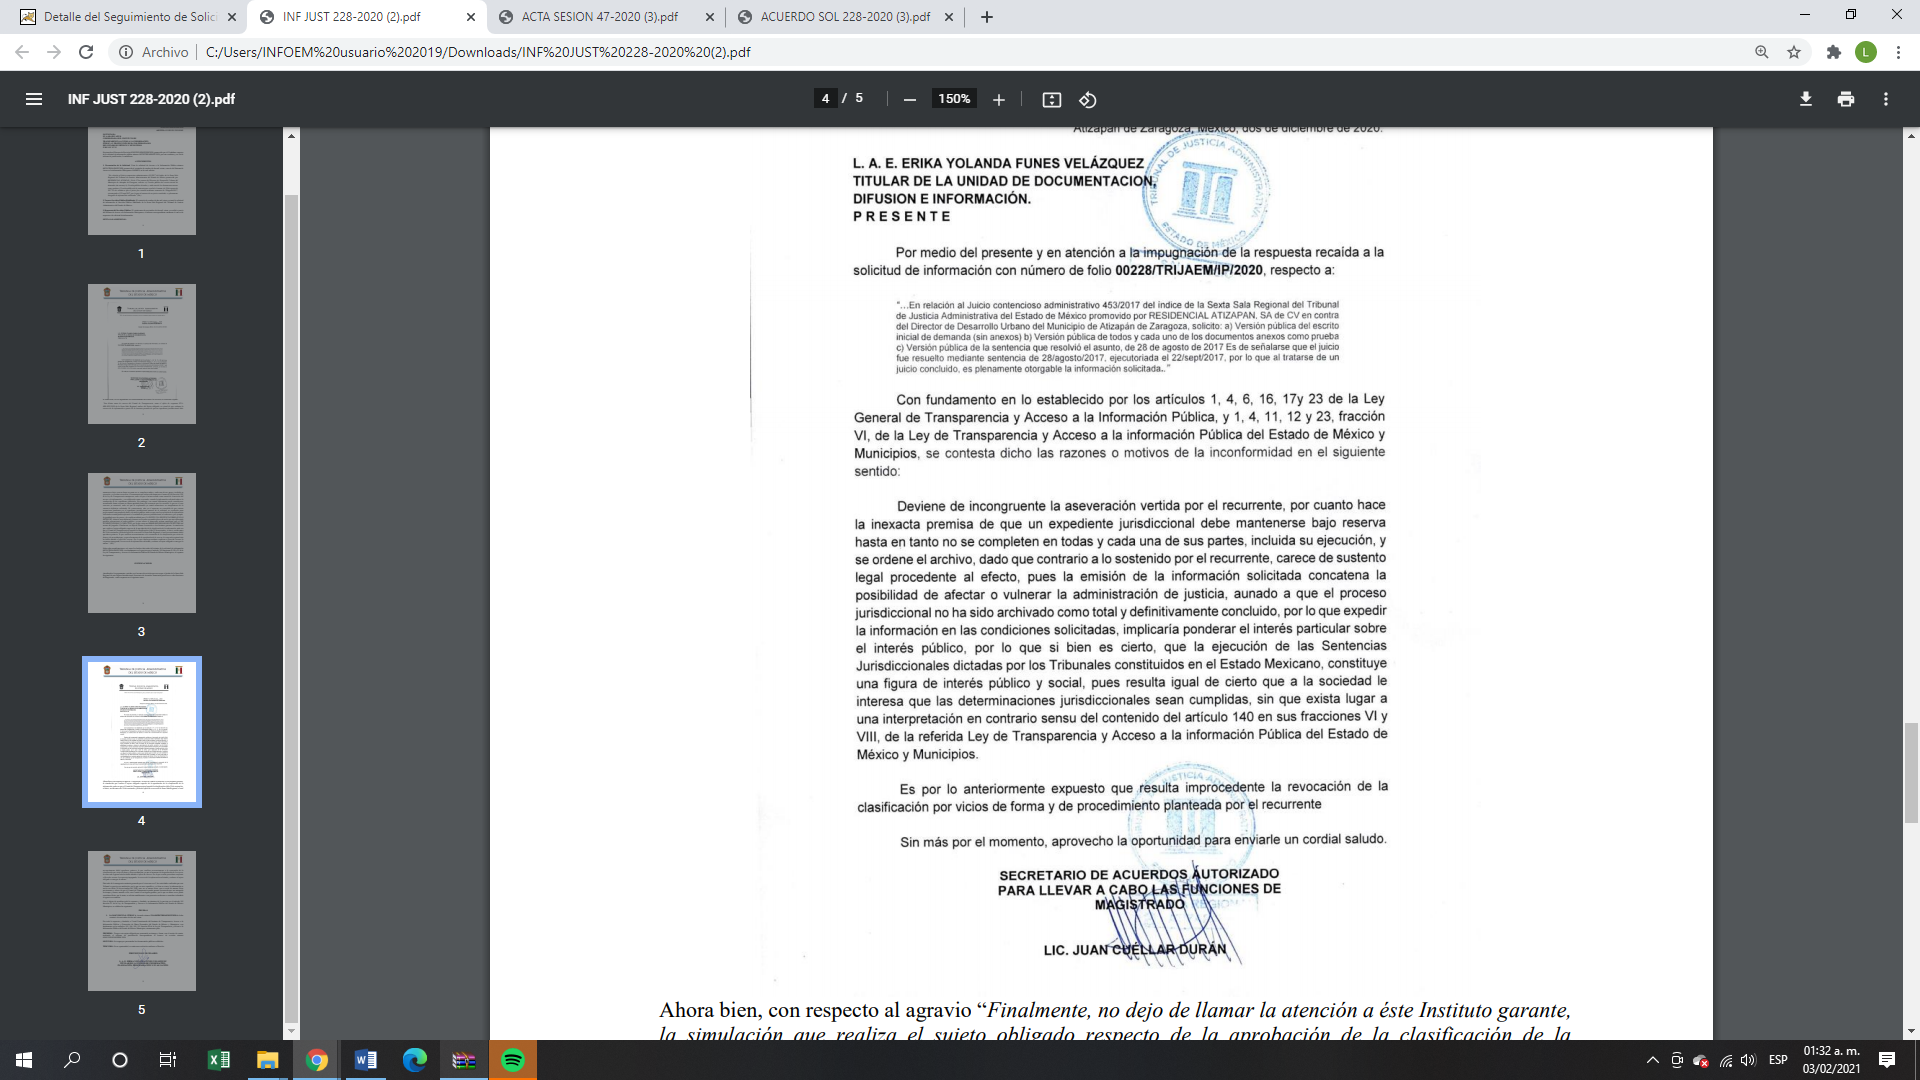 Detalle del Seguimiento de Solici
INF JUST 228-2020 (2).pdf
ACTA SESION 47-2020 (3).pdf
ACUERDO SOL 228-2020 (3).pdf
Archivo
C:/Users/INFOEM%20usuario%202019/Downloads/INF%20JUST%20228-2020%20(2).pdf
L
INF JUST 228-2020 (2).pdf
4 / 5
150%
1
2
3
4
5
Atizapán de Zaragoza, México, dos de diciembre de 2020.
L. A. E. ERIKA YOLANDA FUNES VELÁZQUEZ
TITULAR DE LA UNIDAD DE DOCUMENTACION,
DIFUSION E INFORMACIÓN.
P R E S E N T E
TRIBUNAL DE JUSTICIA ADMINISTRATIVA
ESTADO DE MÉXICO
Por medio del presente y en atención a la impugnación de la respuesta recaída a la
solicitud de información con número de folio 00228/TRIJAEM/IP/2020, respecto a:
"...En relación al Juicio contencioso administrativo 453/2017 del índice de la Sexta Sala Regional del Tribunal
de Justicia Administrativa del Estado de México promovido por RESIDENCIAL ATIZAPAN, SA de CV en contra
del Director de Desarrollo Urbano del Municipio de Atizapán de Zaragoza, solicito: a) Versión pública del escrito
inicial de demanda (sin anexos) b) Versión pública de todos y cada uno de los documentos anexos como prueba
c) Versión pública de la sentencia que resolvió el asunto, de 28 de agosto de 2017 Es de señalarse que el juicio
fue resuelto mediante sentencia de 28/agosto/2017, ejecutoriada el 22/sept/2017, por lo que al tratarse de un
juicio concluido, es plenamente otorgable la información solicitada.."
Con fundamento en lo establecido por los artículos 1, 4, 6, 16, 17y 23 de la Ley
General de Transparencia y Acceso a la Información Pública, y 1, 4, 11, 12 y 23, fracción
VI, de la Ley de Transparencia y Acceso a la información Pública del Estado de México y
Municipios, se contesta dicho las razones o motivos de la inconformidad en el siguiente
sentido:
Deviene de incongruente la aseveración vertida por el recurrente, por cuanto hace
la inexacta premisa de que un expediente jurisdiccional debe mantenerse bajo reserva
hasta en tanto no se completen en todas y cada una de sus partes, incluida su ejecución, y
se ordene el archivo, dado que contrario a lo sostenido por el recurrente, carece de sustento
legal procedente al efecto, pues la emisión de la información solicitada concatena la
posibilidad de afectar o vulnerar la administración de justicia, aunado a que el proceso
jurisdiccional no ha sido archivado como total y definitivamente concluido, por lo que expedir
la información en las condiciones solicitadas, implicaría ponderar el interés particular sobre
el interés público, por lo que si bien es cierto, que la ejecución de las Sentencias
Jurisdiccionales dictadas por los Tribunales constituidos en el Estado Mexicano, constituye
una figura de interés público y social, pues resulta igual de cierto que a la sociedad le
interesa que las determinaciones jurisdiccionales sean cumplidas, sin que exista lugar a
una interpretación en contrario sensu del contenido del artículo 140 en sus fracciones VI y
VIII, de la referida Ley de Transparencia y Acceso a la información Pública del Estado de
México y Municipios.
Es por lo anteriormente expuesto que resulta improcedente la revocación de la
clasificación por vicios de forma y de procedimiento planteada por el recurrente
Sin más por el momento, aprovecho la oportunidad para enviarle un cordial saludo.
SECRETARIO DE ACUERDOS AUTORIZADO
PARA LLEVAR A CABO LAS FUNCIONES DE
MAGISTRADO
LIC. JUAN CUÉLLAR DURÁN
Ahora bien, con respecto al agravio “Finalmente, no dejo de llamar la atención a éste Instituto garante,
la simulación que realiza el sujeto obligado respecto de la aprobación de la clasificación de la
ESP
01:32 a. m.
03/02/2021